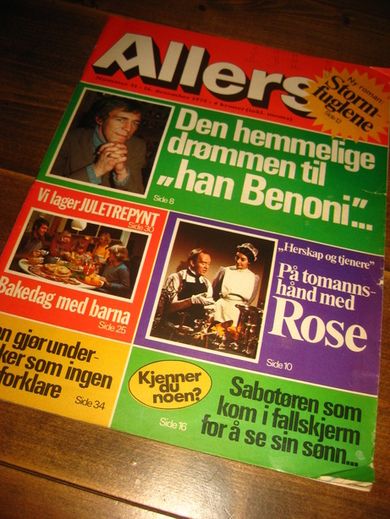 Allers
Ny roman
Storm-
fuglene
Den hemmelige
drømmen til
„han Benoni”...
Side 8
Vi lager JULETREPYNT
Side 30
Bakedag med barna
Side 25
„Herskap og tjenere”
På tomanns-
hånd med
Rose
Side 10
gjør under-
som ingen
forklare
Side 34
Kjenner
du
noen?
Side 16
Sabotøren som
kom i fallskjerm
for å se sin sønn...